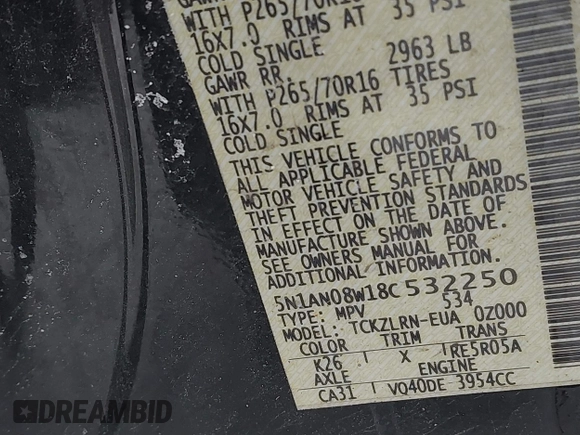 WITH P265/70R16
16X7.0 RIMS AT 35 PSI
COLD SINGLE
GAWR RR. 2963 LB
WITH P265/70R16 TIRES
16X7.0 RIMS AT 35 PSI
COLD SINGLE
THIS VEHICLE CONFORMS TO
ALL APPLICABLE FEDERAL
MOTOR VEHICLE SAFETY AND
THEFT PREVENTION STANDARDS
IN EFFECT ON THE DATE OF
MANUFACTURE SHOWN ABOVE.
SEE OWNERS MANUAL FOR
ADDITIONAL INFORMATION.
5N1AN08W18C532250
TYPE: MPV 534
MODEL: TCKZLRN-EUA 0Z000
COLOR TRIM TRANS
K26 X RE5R05A
AXLE ENGINE
CA31 VQ40DE 3954CC
DREAMBID